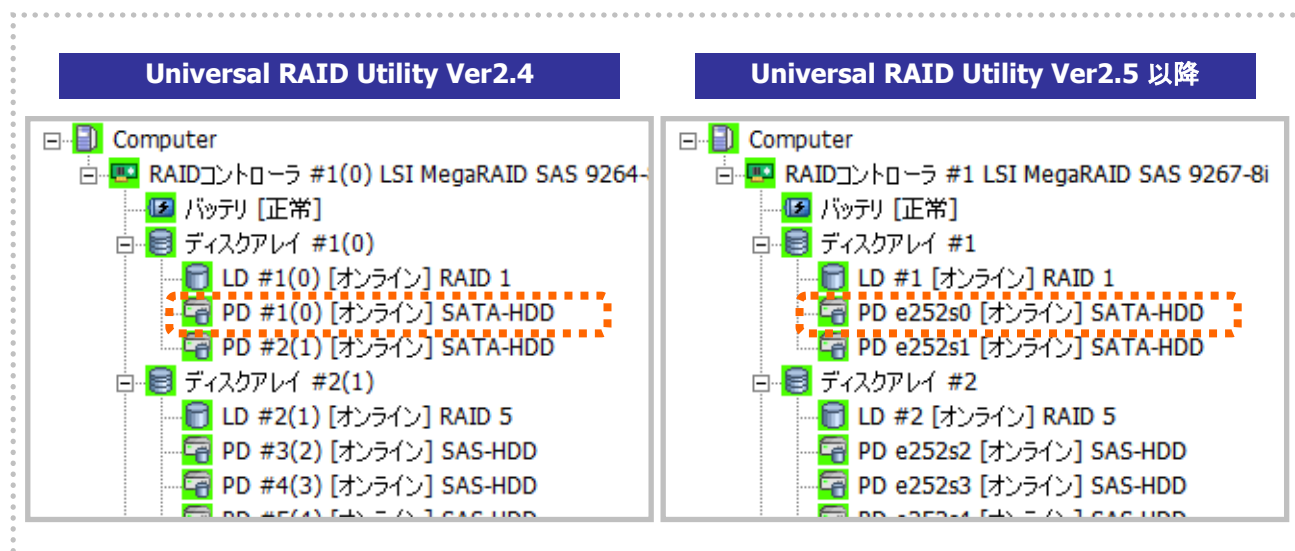 Universal RAID Utility Ver2.4
Computer
RAIDコントローラ #1(0) LSI MegaRAID SAS 9264-
バッテリ [正常]
ディスクアレイ #1(0)
LD #1(0) [オンライン] RAID 1
PD #1(0) [オンライン] SATA-HDD
PD #2(1) [オンライン] SATA-HDD
ディスクアレイ #2(1)
LD #2(1) [オンライン] RAID 5
PD #3(2) [オンライン] SAS-HDD
PD #4(3) [オンライン] SAS-HDD
Universal RAID Utility Ver2.5 以降
Computer
RAIDコントローラ #1 LSI MegaRAID SAS 9267-8i
バッテリ [正常]
ディスクアレイ #1
LD #1 [オンライン] RAID 1
PD e252s0 [オンライン] SATA-HDD
PD e252s1 [オンライン] SATA-HDD
ディスクアレイ #2
LD #2 [オンライン] RAID 5
PD e252s2 [オンライン] SAS-HDD
PD e252s3 [オンライン] SAS-HDD